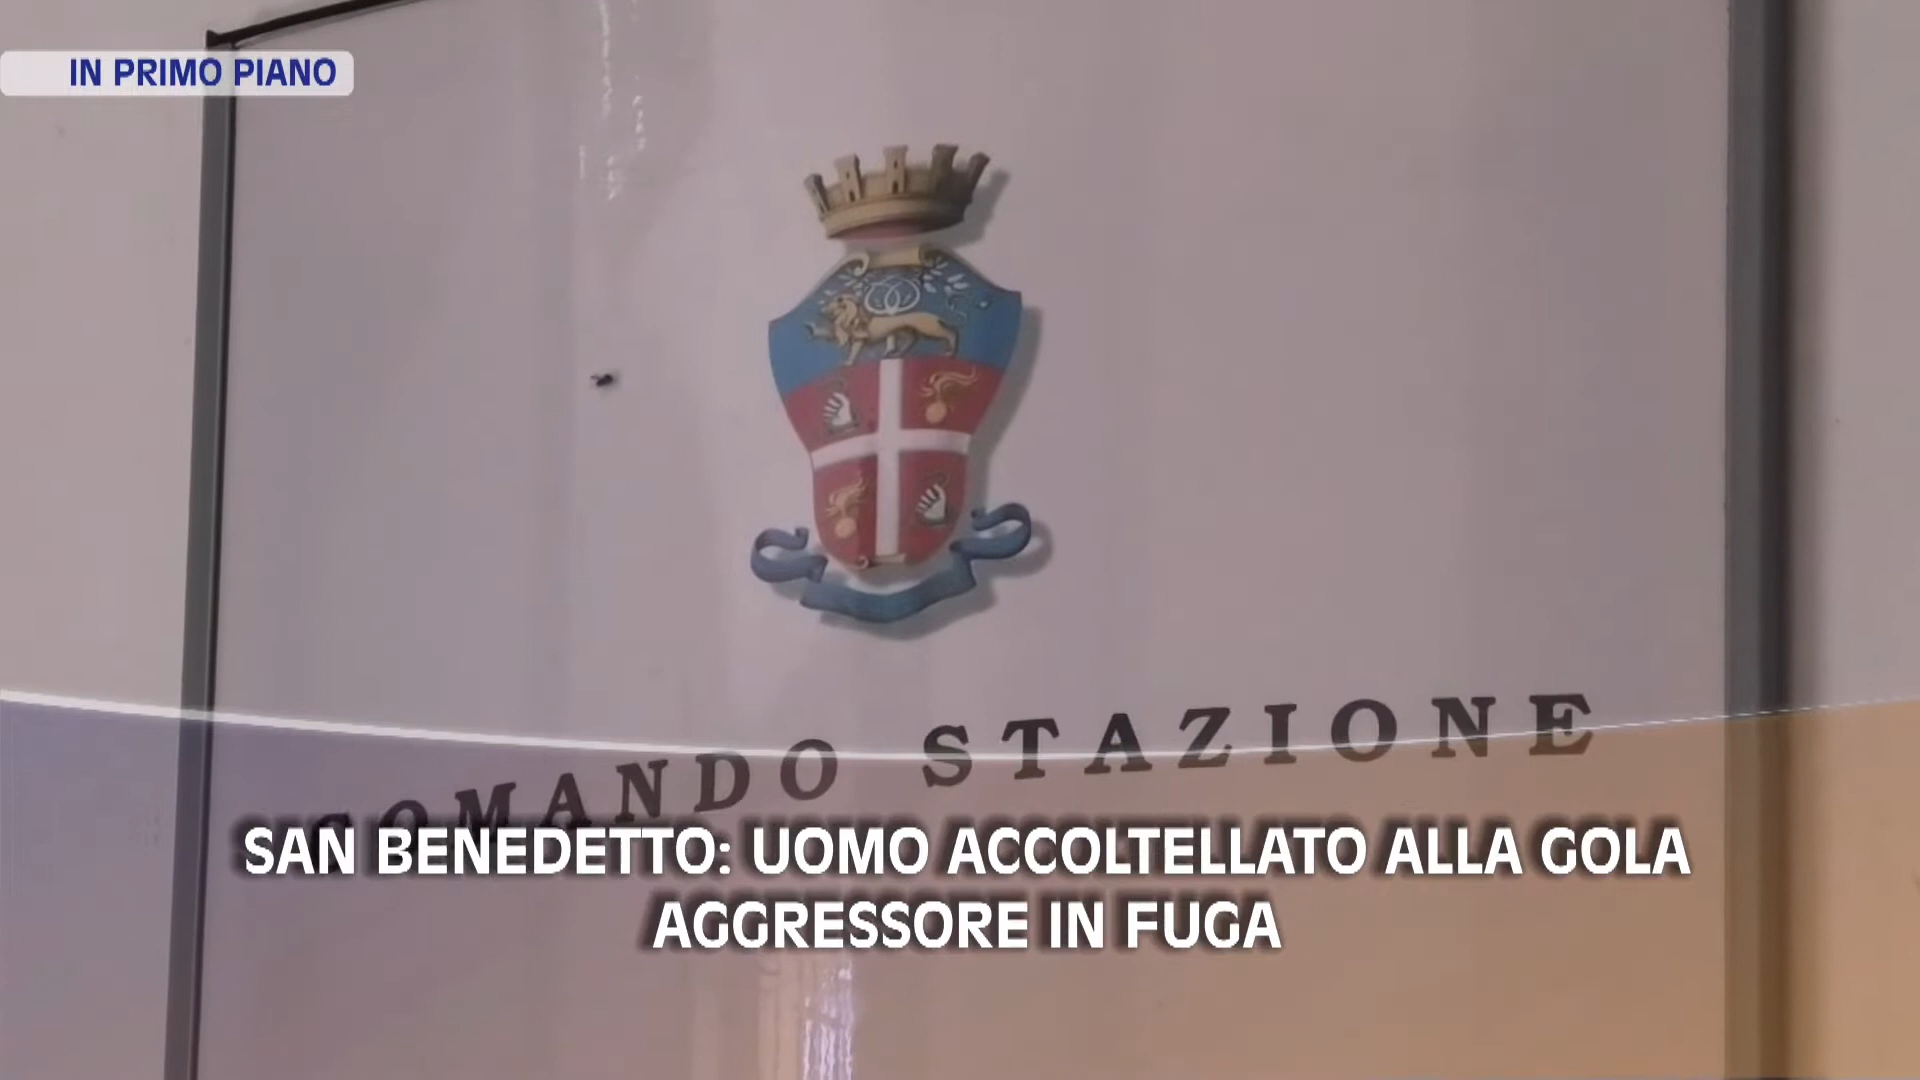 IN PRIMO PIANO
COMANDO STAZIONE
SAN BENEDETTO: UOMO ACCOLTELLATO ALLA GOLA
AGGRESSORE IN FUGA